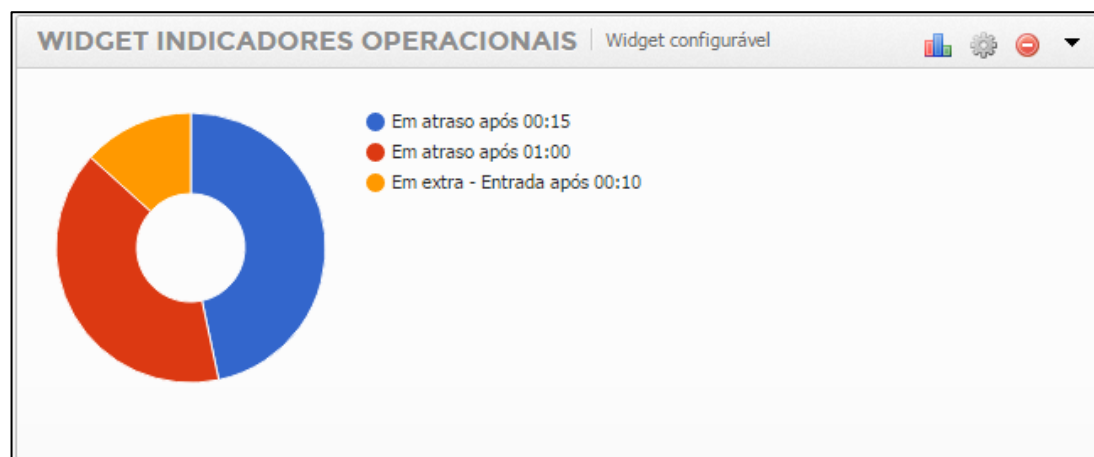 WIDGET INDICADORES OPERACIONAIS Widget configurável
Em atraso após 00:15
Em atraso após 01:00
Em extra - Entrada após 00:10